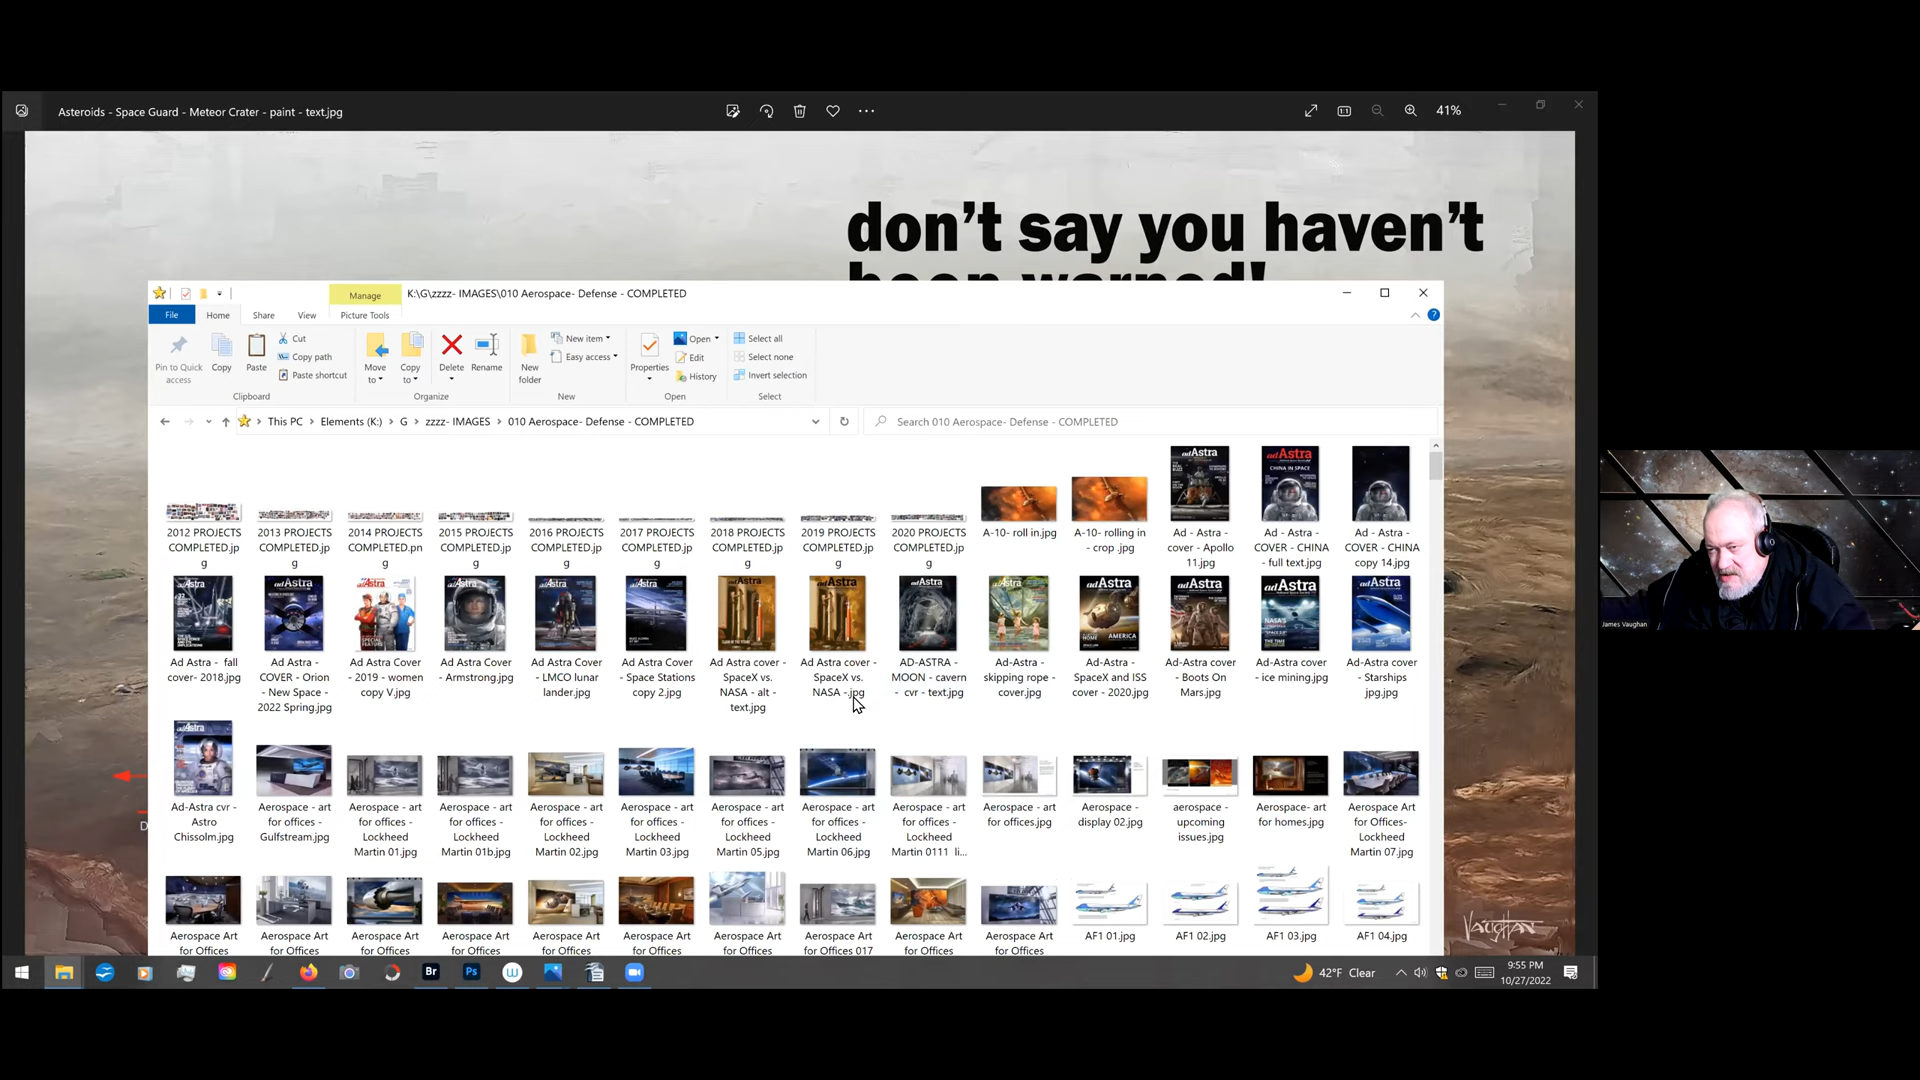 Asteroids - Space Guard - Meteor Crater - paint - text.jpg
41%
don't say you haven't
been warned!
Manage
K:\G\zzzz- IMAGES\010 Aerospace- Defense - COMPLETED
File
Home
Share
View
Picture Tools
Pin to Quick
access
Copy
Paste
Cut
Copy path
Paste shortcut
Move
to
Copy
to
Delete
Rename
New
folder
New item
Easy access
Properties
Open
Edit
History
Select all
Select none
Invert selection
Clipboard
Organize
New
Open
Select
This PC
Elements (K:)
G
zzzz- IMAGES
010 Aerospace- Defense - COMPLETED
Search 010 Aerospace- Defense - COMPLETED
2012 PROJECTS
COMPLETED.jp
g
2013 PROJECTS
COMPLETED.jp
g
2014 PROJECTS
COMPLETED.pn
g
2015 PROJECTS
COMPLETED.jp
g
2016 PROJECTS
COMPLETED.jp
g
2017 PROJECTS
COMPLETED.jp
g
2018 PROJECTS
COMPLETED.jp
g
2019 PROJECTS
COMPLETED.jp
g
2020 PROJECTS
COMPLETED.jp
g
A-10- roll in.jpg
A-10- rolling in
- crop .jpg
adAstra
Ad - Astra -
cover - Apollo
11.jpg
adAstra
CHINA IN SPACE
Ad - Astra -
COVER - CHINA
- full text.jpg
Ad - Astra -
COVER - CHINA
copy 14.jpg
Ad Astra - fall
cover- 2018.jpg
Ad Astra -
COVER - Orion
- New Space -
2022 Spring.jpg
Ad Astra Cover
- 2019 - women
copy V.jpg
Ad Astra Cover
- Armstrong.jpg
Ad Astra Cover
- LMCO lunar
lander.jpg
Ad Astra Cover
- Space Stations
copy 2.jpg
Ad Astra cover -
SpaceX vs.
NASA - alt -
text.jpg
Ad Astra cover -
SpaceX vs.
NASA -.jpg
AD-ASTRA -
MOON - cavern
- cvr - text.jpg
Ad-Astra -
skipping rope -
cover.jpg
Ad-Astra -
SpaceX and ISS
cover - 2020.jpg
Ad-Astra cover
- Boots On
Mars.jpg
Ad-Astra cover
- ice mining.jpg
Ad-Astra cover
- Starships
jpg.jpg
Ad-Astra cvr -
Astro
Chissolm.jpg
Aerospace - art
for offices -
Gulfstream.jpg
Aerospace - art
for offices -
Lockheed
Martin 01.jpg
Aerospace - art
for offices -
Lockheed
Martin 01b.jpg
Aerospace - art
for offices -
Lockheed
Martin 02.jpg
Aerospace - art
for offices -
Lockheed
Martin 03.jpg
Aerospace - art
for offices -
Lockheed
Martin 05.jpg
Aerospace - art
for offices -
Lockheed
Martin 06.jpg
Aerospace - art
for offices -
Lockheed
Martin 0111 li...
Aerospace - art
for offices.jpg
Aerospace -
display 02.jpg
aerospace -
upcoming
issues.jpg
Aerospace- art
for homes.jpg
Aerospace Art
for Offices-
Lockheed
Martin 07.jpg
Aerospace Art
for Offices
Aerospace Art
for Offices
Aerospace Art
for Offices
Aerospace Art
for Offices
Aerospace Art
for Offices
Aerospace Art
for Offices
Aerospace Art
for Offices
Aerospace Art
for Offices 017
Aerospace Art
for Offices
Aerospace Art
for Offices
AF1 01.jpg
AF1 02.jpg
AF1 03.jpg
AF1 04.jpg
D
Vaughan
Br
Ps
42°F Clear
9:55 PM
10/27/2022
James Vaughan